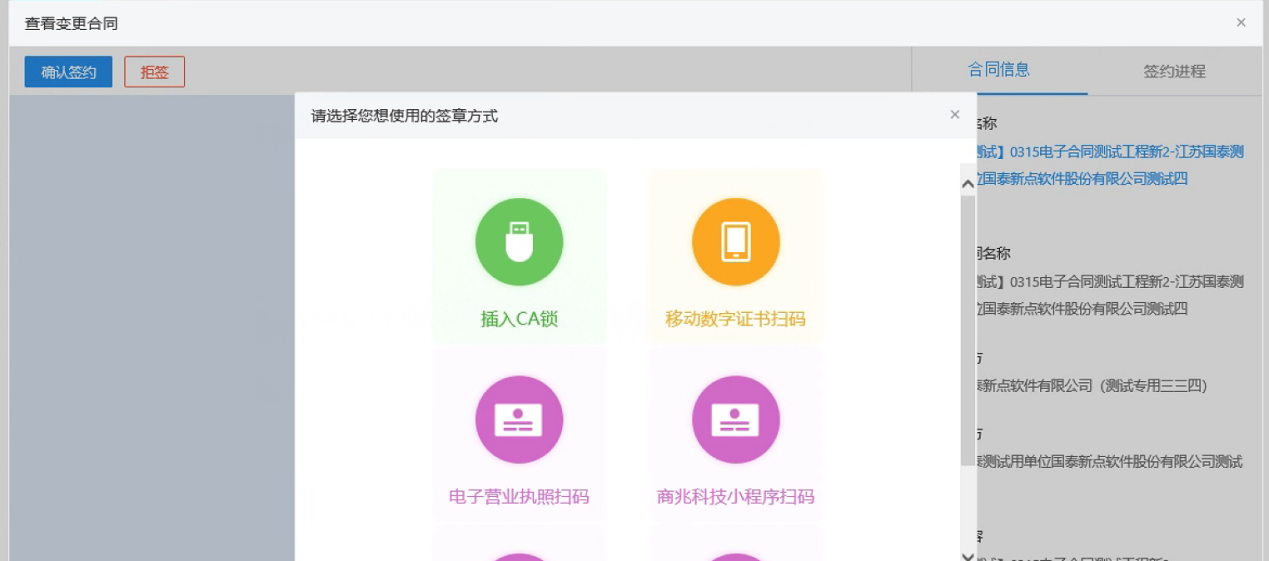 查看变更合同
确认签约 拒签
合同信息 签约进程
请选择您想使用的签章方式
名称
测试】0315电子合同测试工程新2-江苏国泰测
位国泰新点软件股份有限公司测试四
插入CA锁 移动数字证书扫码
同名称
测试】0315电子合同测试工程新2-江苏国泰测
位国泰新点软件股份有限公司测试四
方
泰新点软件有限公司（测试专用三三四）
方
泰测试用单位国泰新点软件股份有限公司测试
电子营业执照扫码 商兆科技小程序扫码
容